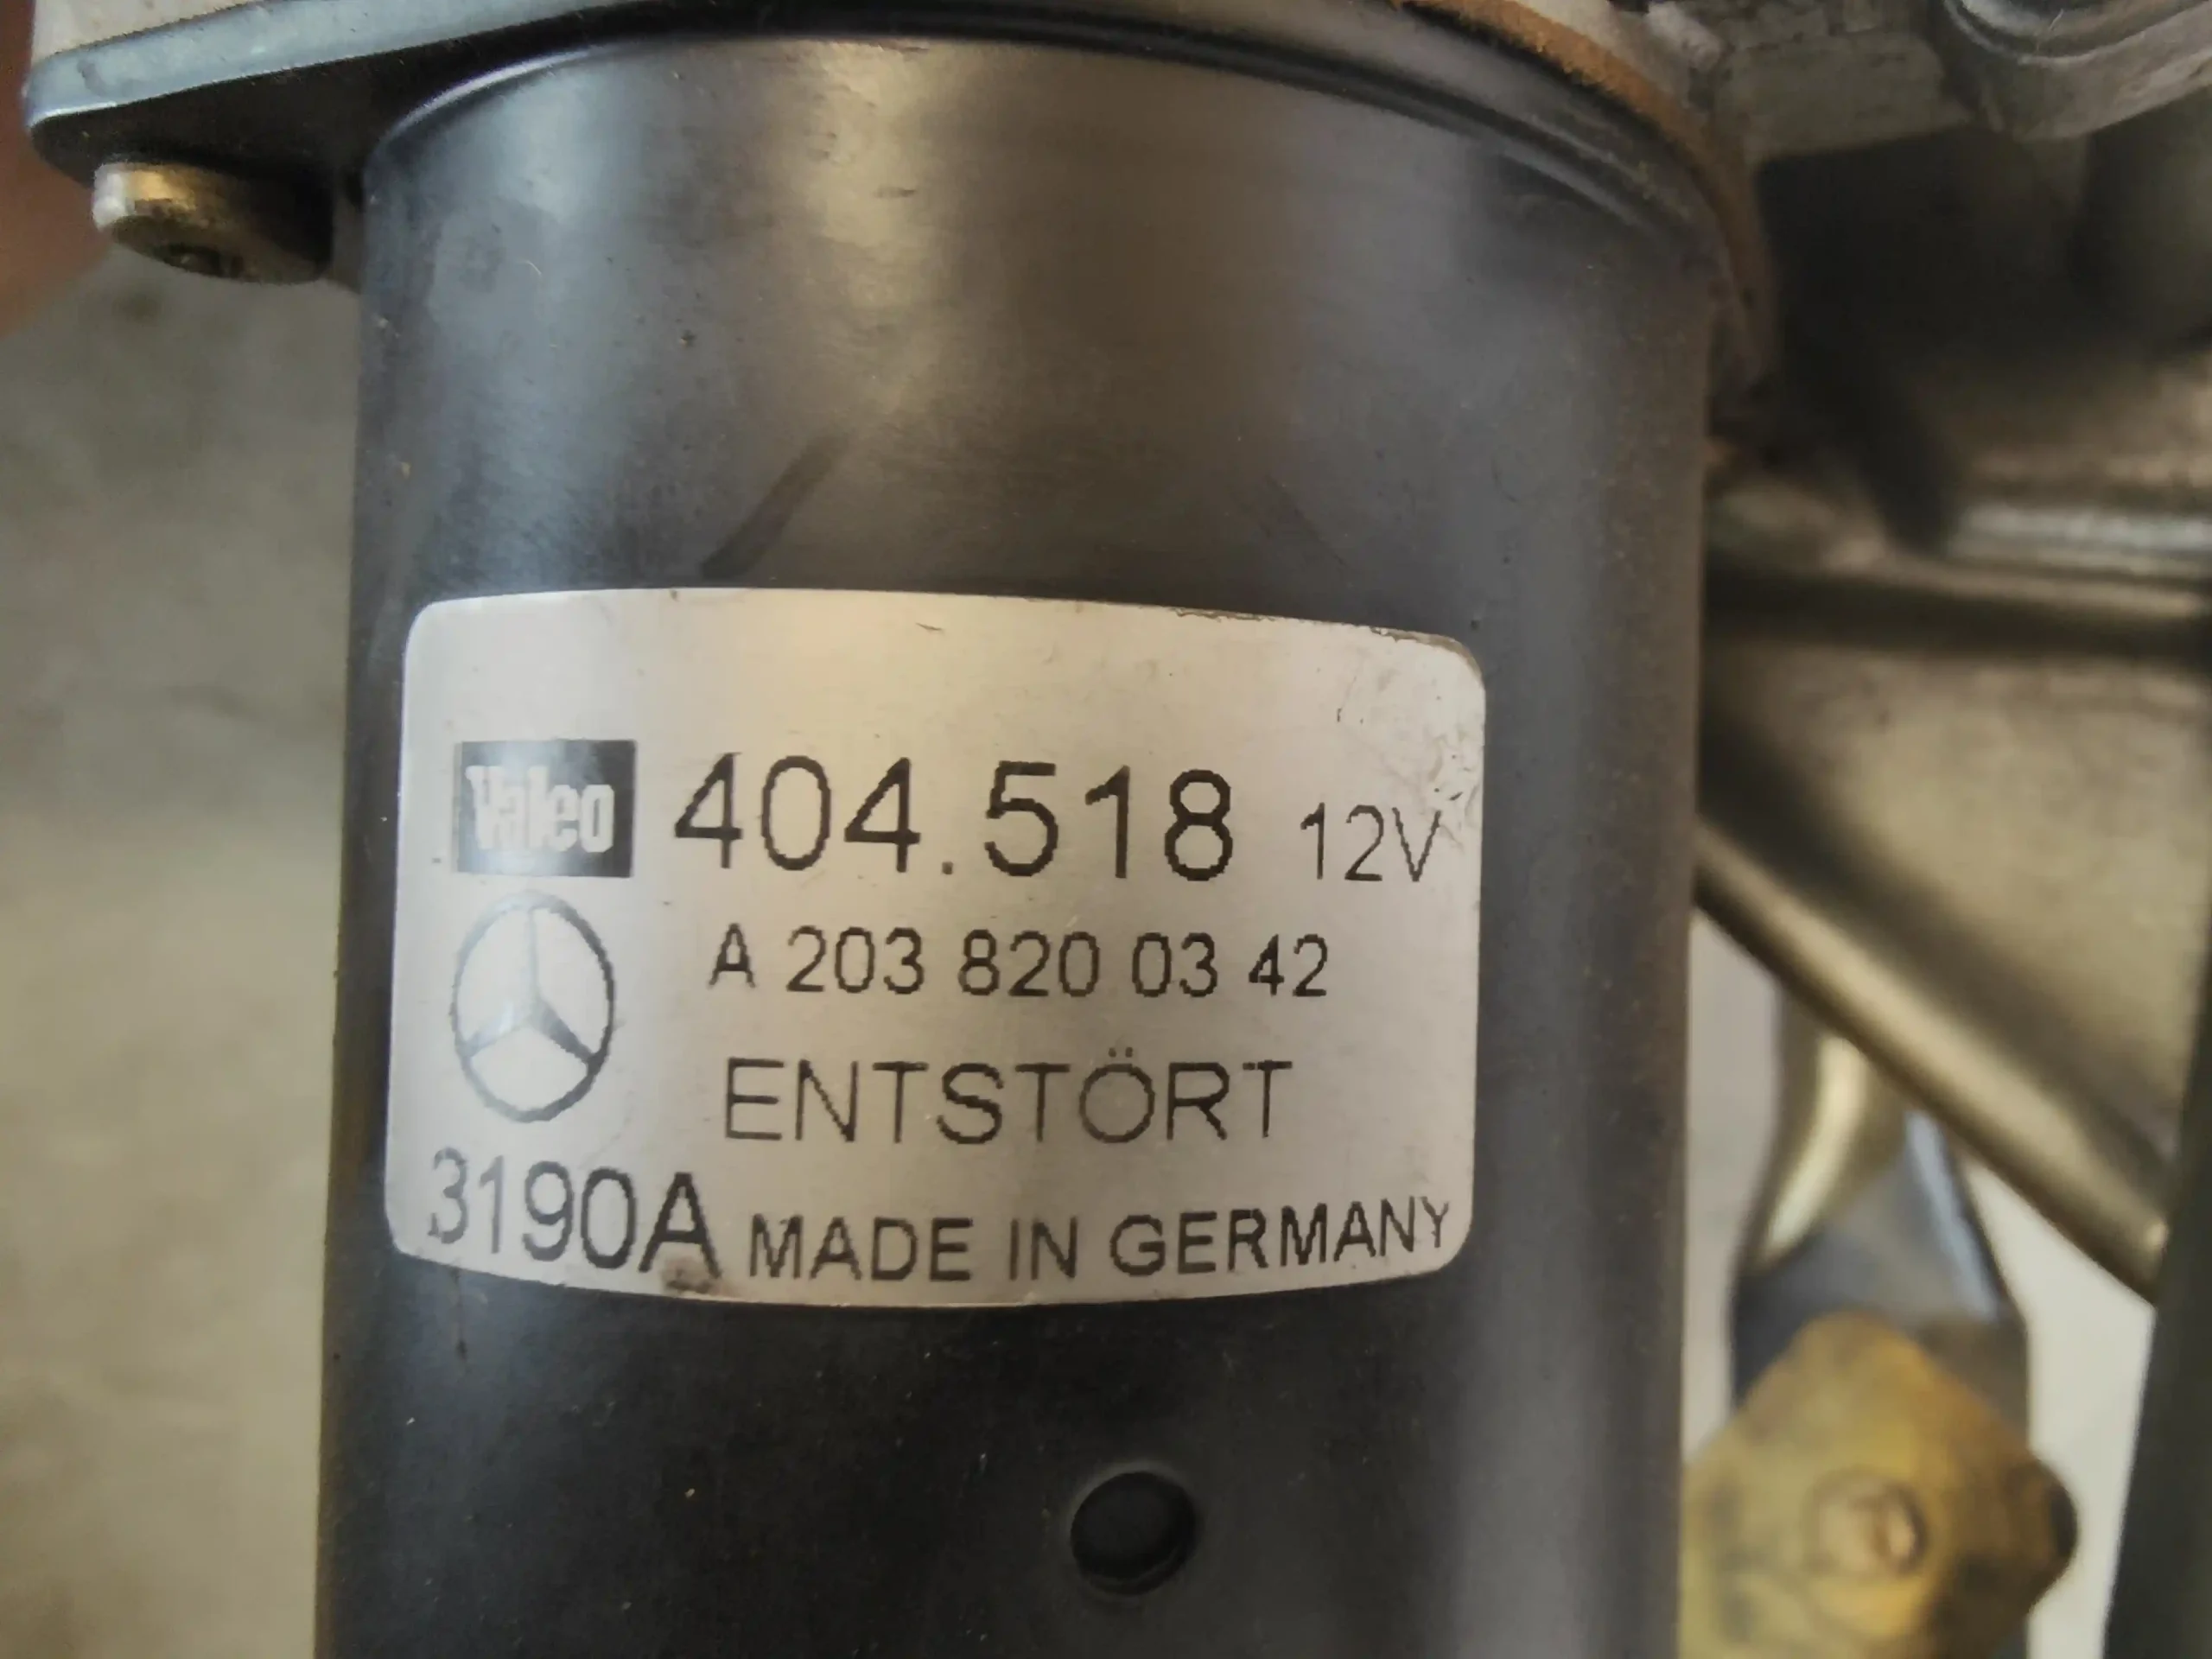 Valeo 404.518 12V
A 203 820 03 42
ENTSTÖRT
3190A MADE IN GERMANY